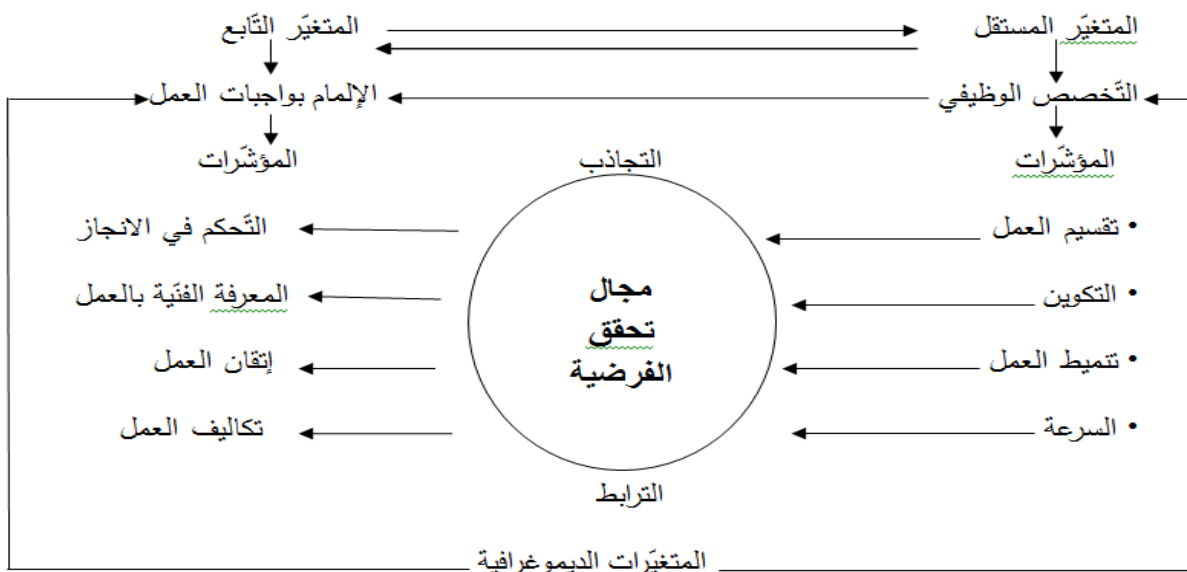 المتغيّر المستقل
المتغيّر التّابع
التّخصص الوظيفي
الإلمام بواجبات العمل
المؤشّرات
التجاذب
المؤشّرات
• تقسيم العمل
التّحكم في الانجاز
• التكوين
مجال
المعرفة الفنّية بالعمل
تحقق
• تنميط العمل
الفرضية
إتقان العمل
• السرعة
تكاليف العمل
الترابط
المتغيّرات الديموغرافية